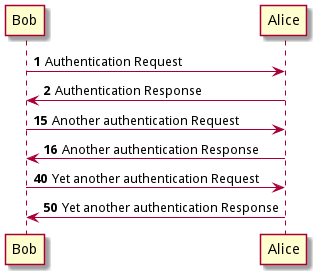 Bob Alice
1 Authentication Request
2 Authentication Response
15 Another authentication Request
16 Another authentication Response
40 Yet another authentication Request
50 Yet another authentication Response
Bob Alice